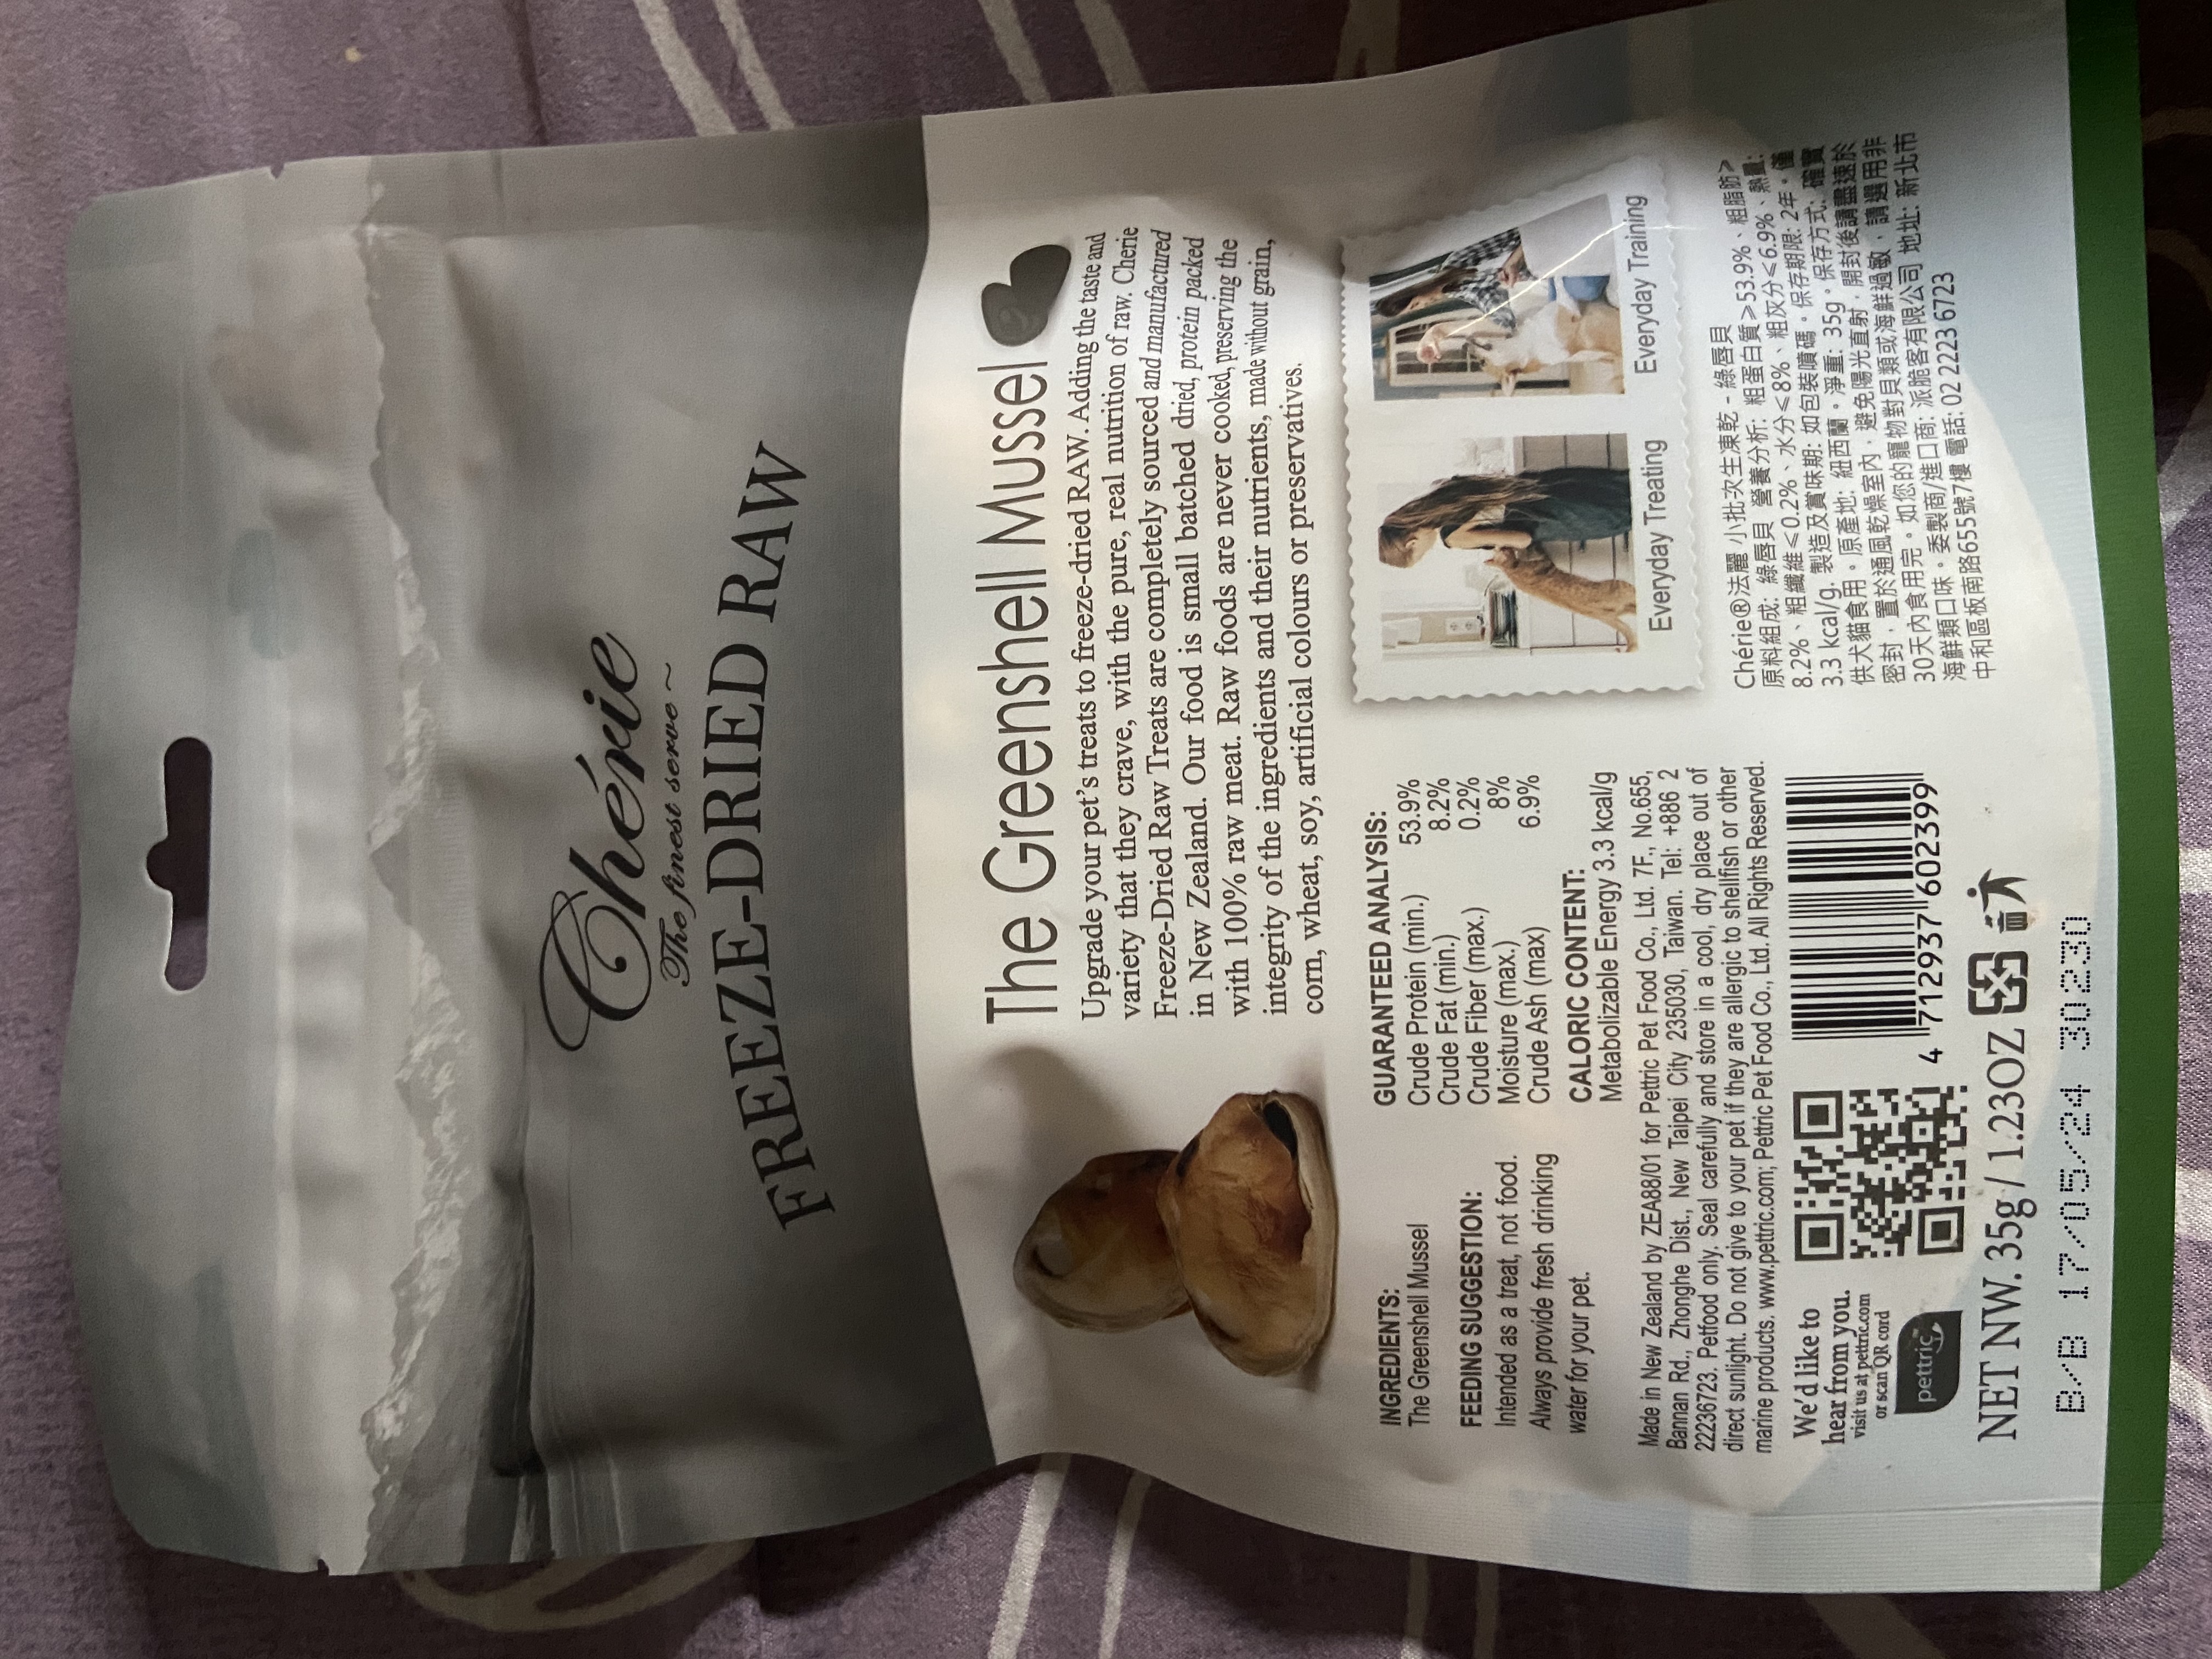 Chérie
The finest serve ~
FREEZE-DRIED RAW
The Greenshell Mussel
Upgrade your pet's treats to freeze-dried RAW. Adding the taste and
variety that they crave, with the pure, real nutrition of raw. Cherie
Freeze-Dried Raw Treats are completely sourced and manufactured
in New Zealand. Our food is small batched dried, protein packed
with 100% raw meat. Raw foods are never cooked, preserving the
integrity of the ingredients and their nutrients, made without grain,
corn, wheat, soy, artificial colours or preservatives.
INGREDIENTS:
The Greenshell Mussel
FEEDING SUGGESTION:
Intended as a treat, not food.
Always provide fresh drinking
water for your pet.
GUARANTEED ANALYSIS:
Crude Protein (min.) 53.9%
Crude Fat (min.) 8.2%
Crude Fiber (max.) 0.2%
Moisture (max.) 8%
Crude Ash (max) 6.9%
CALORIC CONTENT:
Metabolizable Energy 3.3 kcal/g
Everyday Treating
Everyday Training
Made in New Zealand by ZEA88/01 for Pettric Pet Food Co., Ltd. 7F., No.655,
Bannan Rd., Zhonghe Dist., New Taipei City 235030, Taiwan. Tel: +886 2
22236723. Petfood only. Seal carefully and store in a cool, dry place out of
direct sunlight. Do not give to your pet if they are allergic to shellfish or other
marine products. www.pettric.com; Pettric Pet Food Co., Ltd. All Rights Reserved.
Chérie®法麗 小批次生凍乾 - 綠唇貝
原料組成: 綠唇貝 營養分析: 粗蛋白質≥53.9%、粗脂肪≥
8.2%、粗纖維≤0.2%、水分≤8%、粗灰分≤6.9%、熱量:
3.3 kcal/g. 製造及賞味期: 如包裝噴碼。保存期限: 2年。僅
供犬貓食用。原產地: 紐西蘭。淨重: 35g。保存方式: 確實
密封，置於通風乾燥室內，避免陽光直射，開封後請盡速於
30天內食用完。如您的寵物對貝類或海鮮過敏，請選用非
海鮮類口味。委製商/進口商: 派脆客有限公司 地址: 新北市
中和區板南路655號7樓 電話: 02 2223 6723
We'd like to
hear from you.
visit us at pettric.com
or scan QR cord
pettric™
4 712937 602399
NET NW. 35g / 1.23OZ
B/B 17/05/24 30230